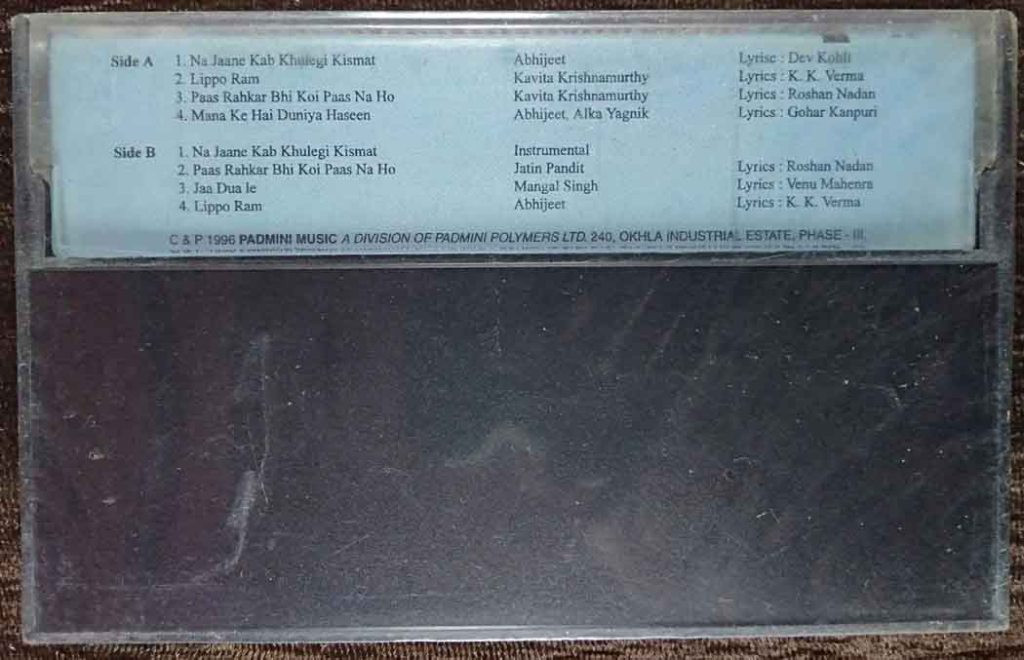 Side A 1. Na Jaane Kab Khulegi Kismat Abhijeet Lyrise : Dev Kohli
2. Lippo Ram Kavita Krishnamurthy Lyrics : K. K. Verma
3. Paas Rahkar Bhi Koi Paas Na Ho Kavita Krishnamurthy Lyrics : Roshan Nadan
4. Mana Ke Hai Duniya Haseen Abhijeet, Alka Yagnik Lyrics : Gohar Kanpuri
Side B 1. Na Jaane Kab Khulegi Kismat Instrumental
2. Paas Rahkar Bhi Koi Paas Na Ho Jatin Pandit Lyrics : Roshan Nadan
3. Jaa Dua le Mangal Singh Lyrics : Venu Mahenra
4. Lippo Ram Abhijeet Lyrics : K. K. Verma
C & P 1996 PADMINI MUSIC A DIVISION OF PADMINI POLYMERS LTD. 240, OKHLA INDUSTRIAL ESTATE, PHASE - III,